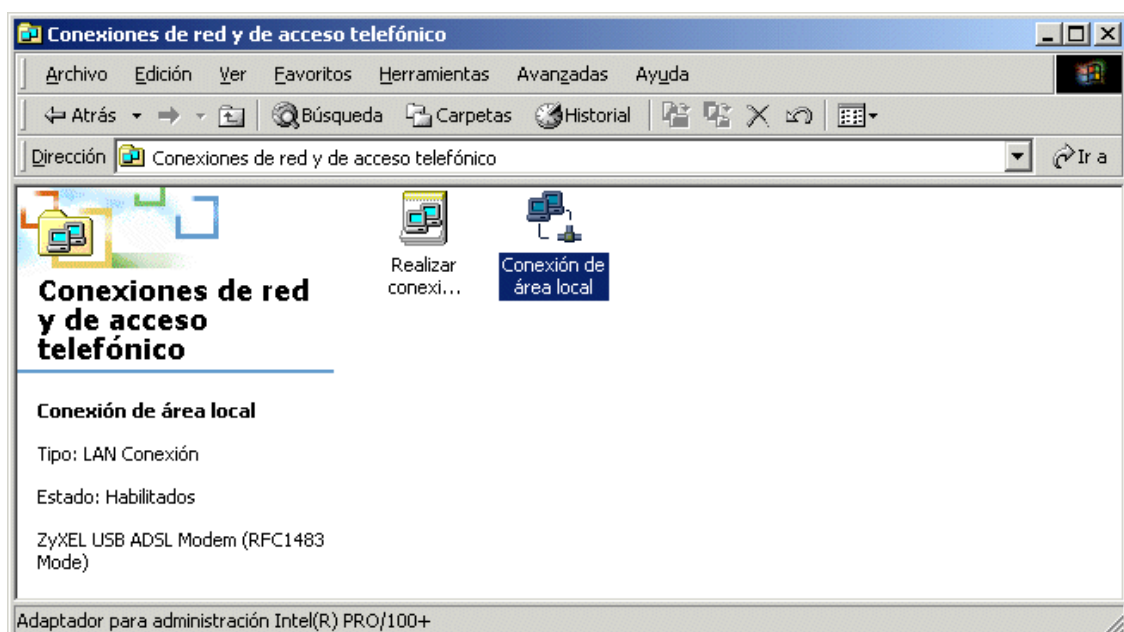 Conexiones de red y de acceso telefónico
Archivo Edición Ver Favoritos Herramientas Avanzadas Ayuda
Atrás Búsqueda Carpetas Historial
Dirección Conexiones de red y de acceso telefónico Ir a
Conexiones de red
y de acceso
telefónico
Conexión de área local
Tipo: LAN Conexión
Estado: Habilitados
ZyXEL USB ADSL Modem (RFC1483
Mode)
Realizar
conexi...
Conexión de
área local
Adaptador para administración Intel(R) PRO/100+